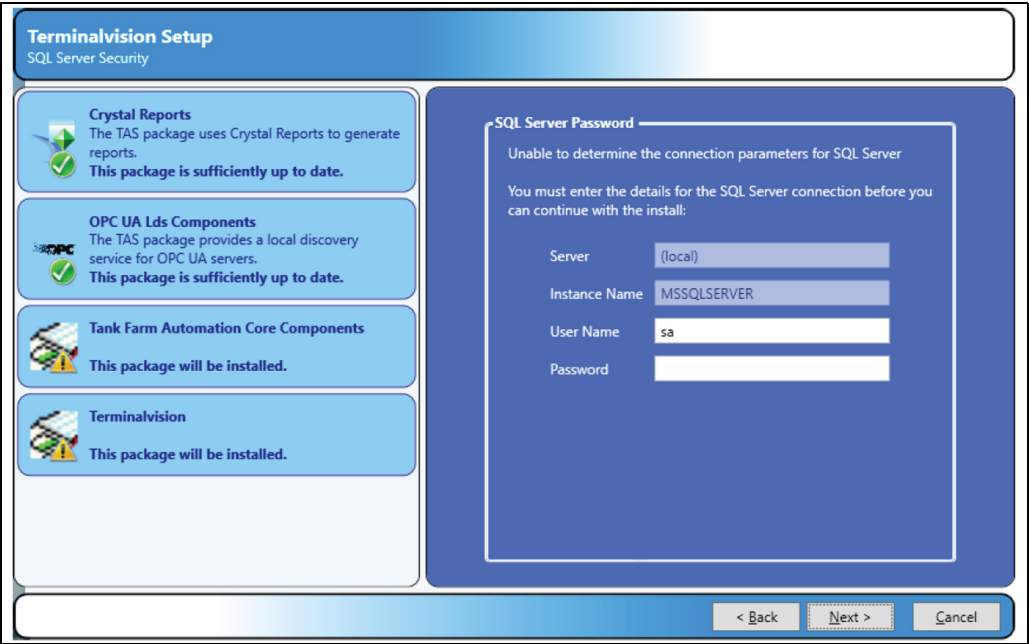 Terminalvision Setup
SQL Server Security
Crystal Reports
The TAS package uses Crystal Reports to generate
reports.
This package is sufficiently up to date.
OPC UA Lds Components
The TAS package provides a local discovery
service for OPC UA servers.
This package is sufficiently up to date.
OPC
Tank Farm Automation Core Components
This package will be installed.
Terminalvision
This package will be installed.
SQL Server Password
Unable to determine the connection parameters for SQL Server
You must enter the details for the SQL Server connection before you
can continue with the install:
Server (local)
Instance Name MSSQLSERVER
User Name sa
Password
< Back Next > Cancel